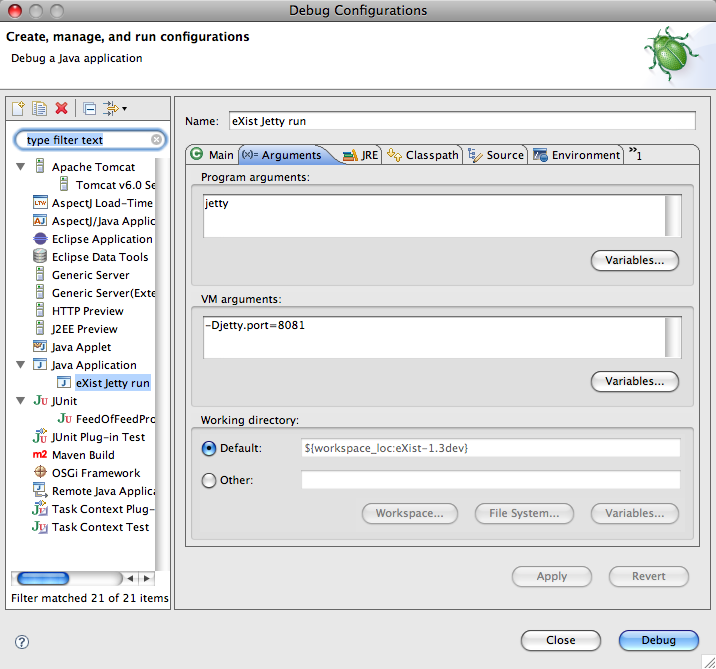 Debug Configurations
Create, manage, and run configurations
Debug a Java application
type filter text
Apache Tomcat
Tomcat v6.0 Se
AspectJ Load-Time
AspectJ/Java Applic
Eclipse Application
Eclipse Data Tools
Generic Server
Generic Server(Exte
HTTP Preview
J2EE Preview
Java Applet
Java Application
eXist Jetty run
JUnit
FeedOfFeedPro
JUnit Plug-in Test
m2 Maven Build
OSGi Framework
Remote Java Applica
Task Context Plug-
Task Context Test
Filter matched 21 of 21 items
Name: eXist Jetty run
Main (x)= Arguments JRE Classpath Source Environment »1
Program arguments:
jetty
Variables...
VM arguments:
-Djetty.port=8081
Variables...
Working directory:
Default: ${workspace_loc:eXist-1.3dev}
Other:
Workspace... File System... Variables...
Apply Revert
? Close Debug